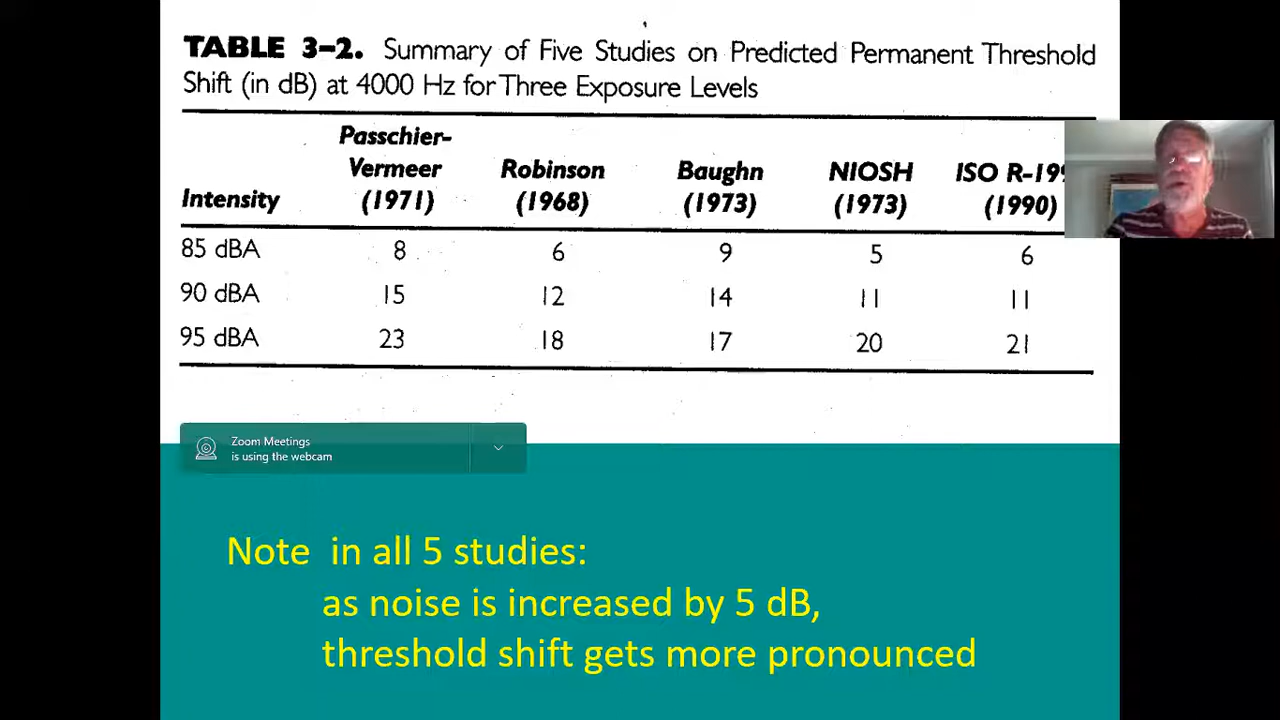 TABLE 3–2. Summary of Five Studies on Predicted Permanent Threshold
Shift (in dB) at 4000 Hz for Three Exposure Levels
Intensity Passchier-Vermeer (1971) Robinson (1968) Baughn (1973) NIOSH (1973) ISO (1990)
85 dBA 8 6 9 5 6
90 dBA 15 12 14 11 11
95 dBA 23 18 17 20 21
Zoom Meetings
is using the webcam
Note in all 5 studies:
as noise is increased by 5 dB,
threshold shift gets more pronounced